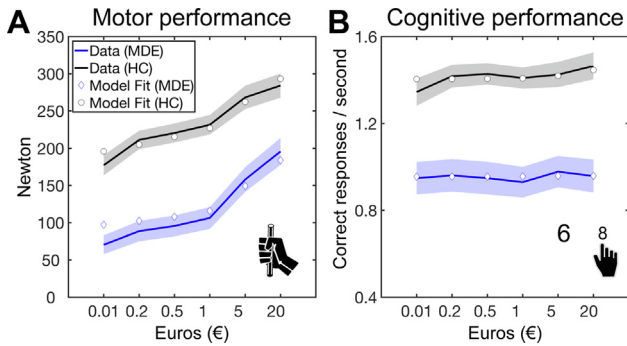 A
Motor performance
350
300
250
200
150
100
50
0
Newton
Data (MDE)
Data (HC)
Model Fit (MDE)
Model Fit (HC)
0.01 0.2 0.5 1 5 20
Euros (€)
B
Cognitive performance
1.6
1.4
0.9
0.4
Correct responses / second
6 8
0.01 0.2 0.5 1 5 20
Euros (€)